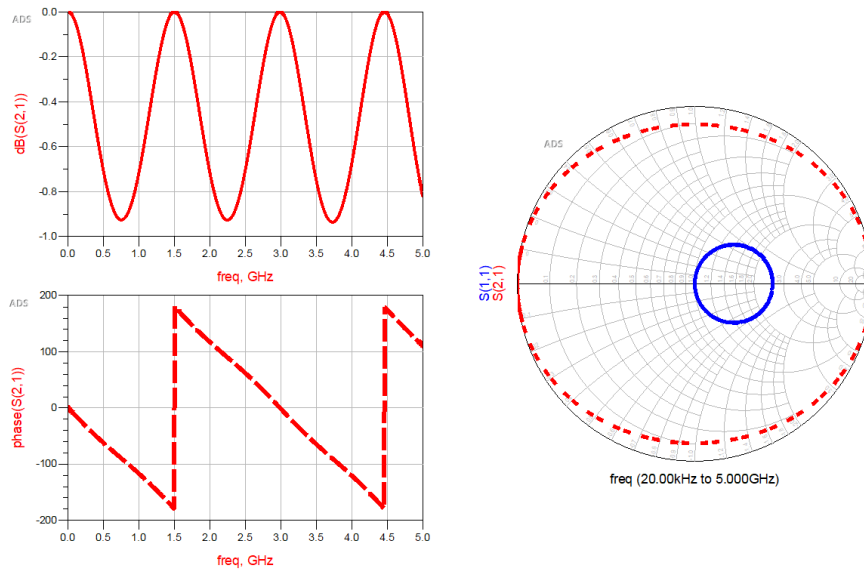 ADS
0.0
-0.2
-0.4
-0.6
-0.8
-1.0
dB(S(2,1))
0.0 0.5 1.0 1.5 2.0 2.5 3.0 3.5 4.0 4.5 5.0
freq, GHz
ADS
200
100
0
-100
-200
phase(S(2,1))
0.0 0.5 1.0 1.5 2.0 2.5 3.0 3.5 4.0 4.5 5.0
freq, GHz
ADS
S(1,1)
S(2,1)
freq (20.00kHz to 5.000GHz)